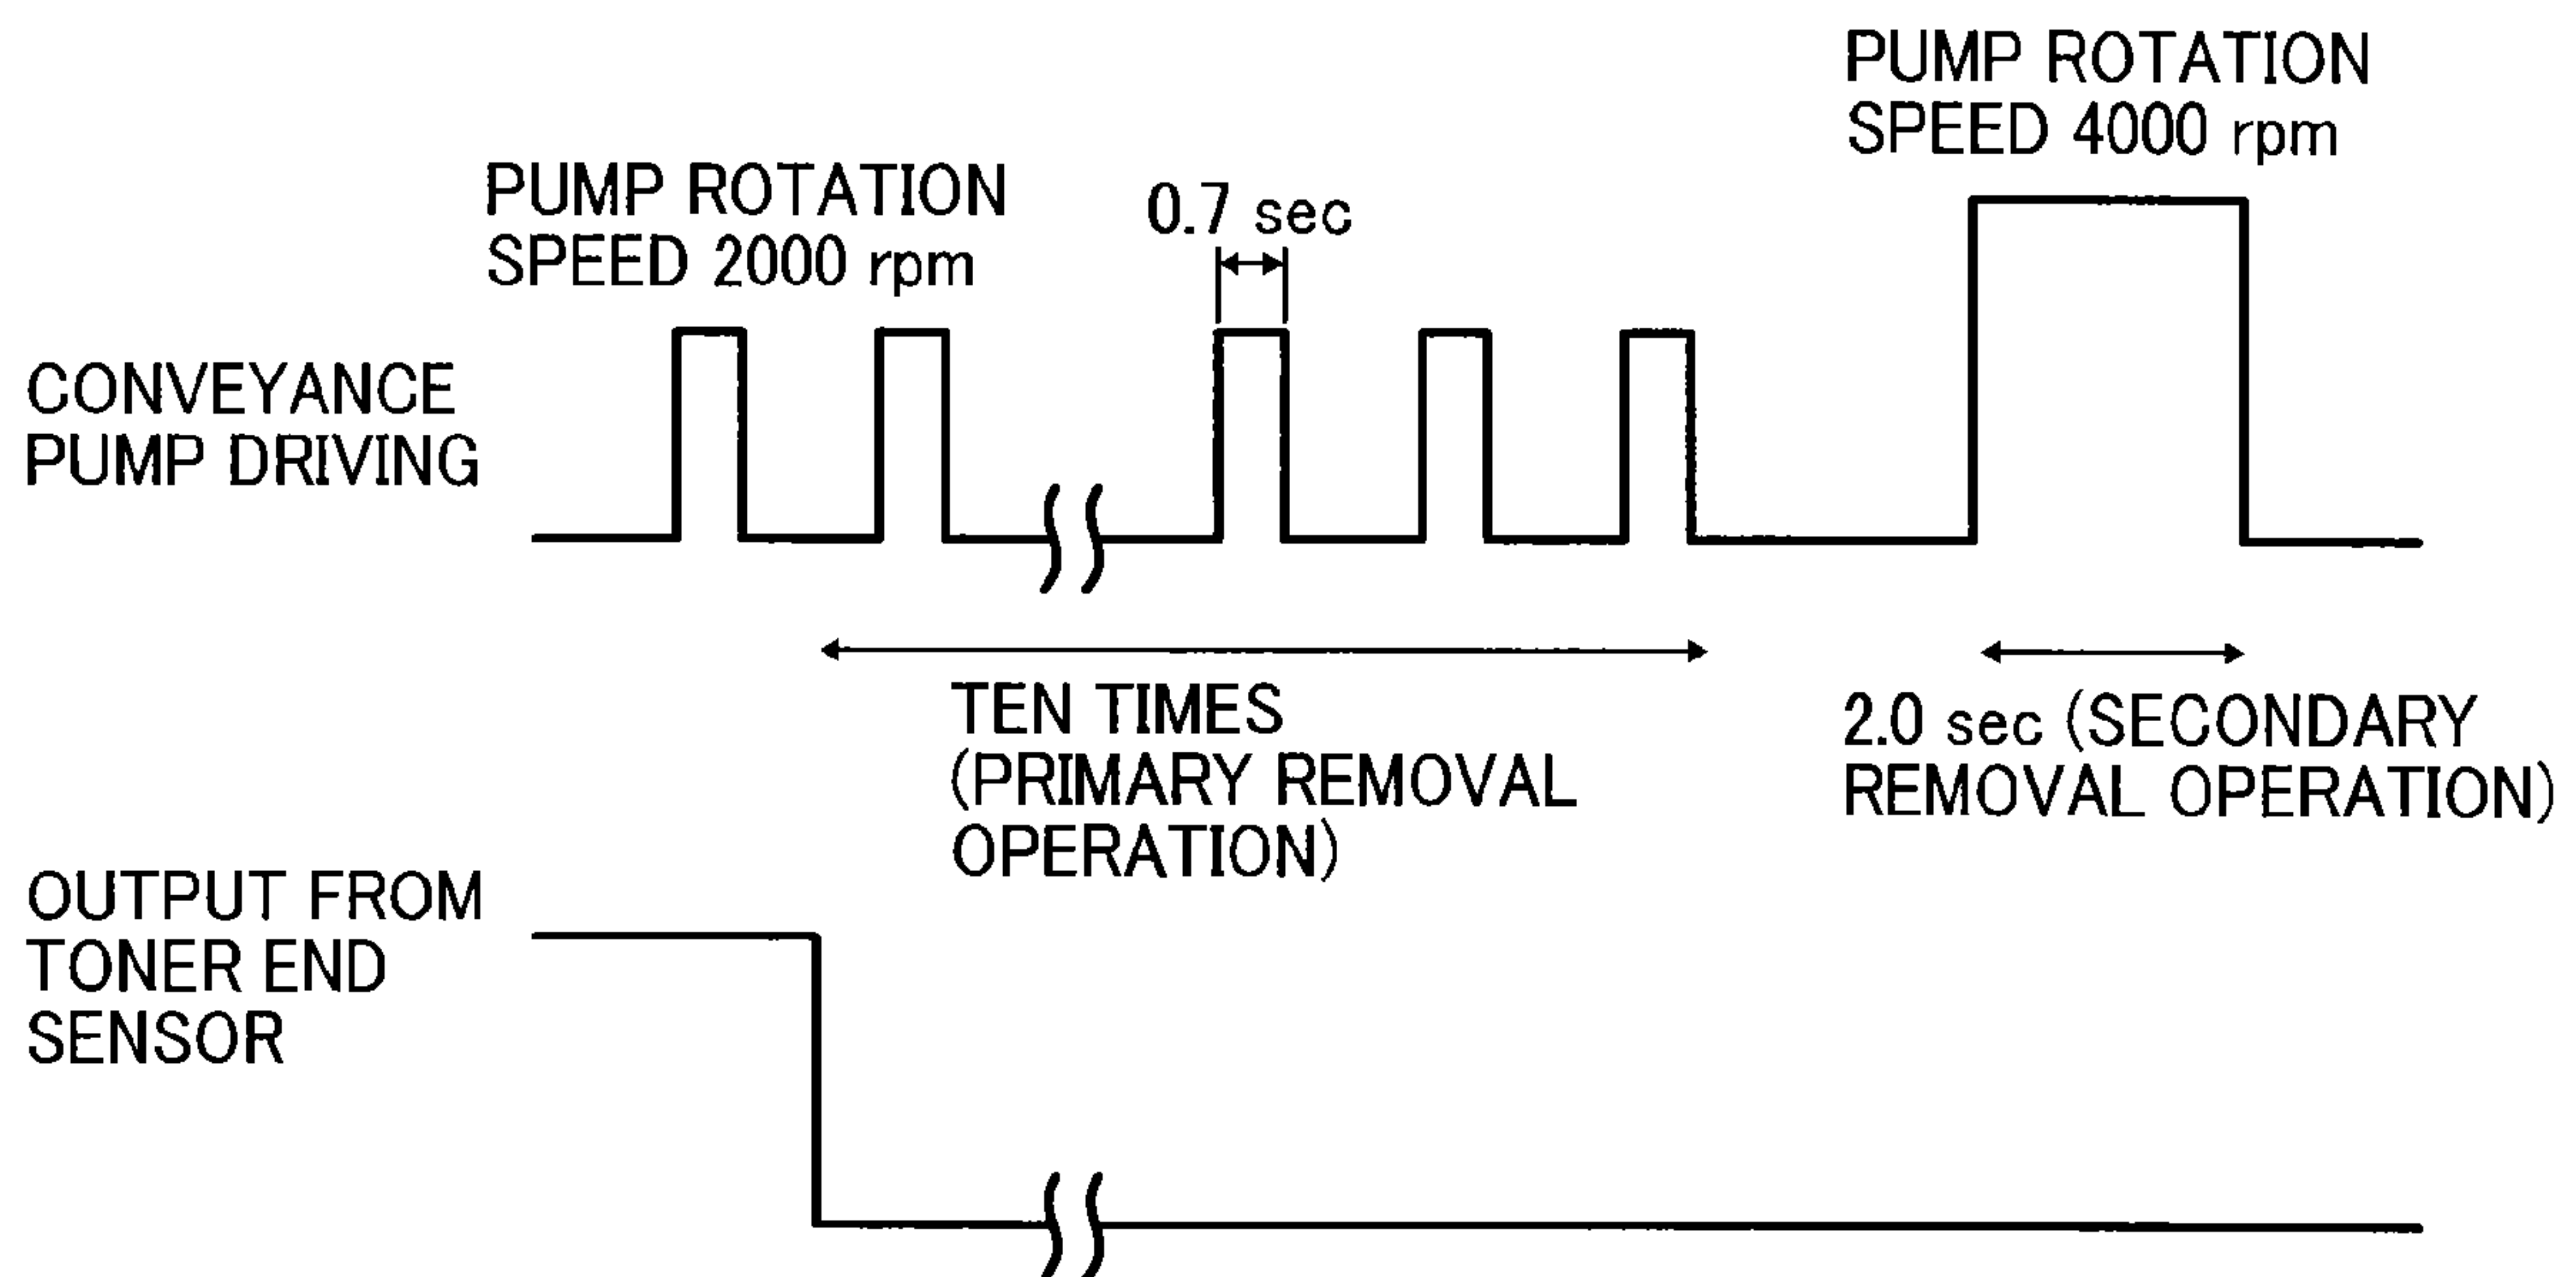 PUMP ROTATION
SPEED 4000 rpm
PUMP ROTATION
SPEED 2000 rpm
0.7 sec
CONVEYANCE
PUMP DRIVING
TEN TIMES
(PRIMARY REMOVAL
OPERATION)
2.0 sec (SECONDARY
REMOVAL OPERATION)
OUTPUT FROM
TONER END
SENSOR